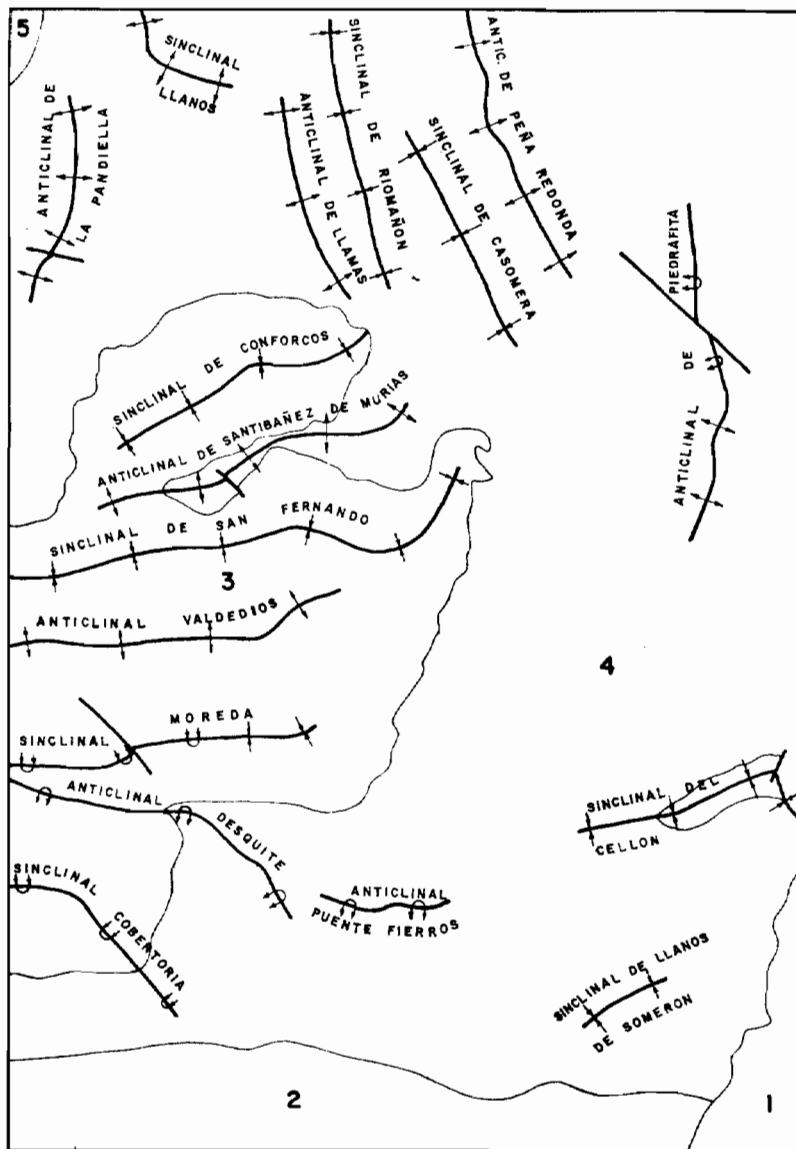 5
SINCLINAL
LLANOS
ANTICLINAL DE
LA PANDIELLA
ANTICLINAL
DE LLAMAS
SINCLINAL DE RIOMAÑON
SINCLINAL DE CASOMERA
ANTIC. DE PEÑA REDONDA
ANTICLINAL DE PIEDRAFITA
SINCLINAL DE CONFORCOS
ANTICLINAL DE SANTIBAÑEZ DE MURIAS
SINCLINAL DE SAN FERNANDO
3
ANTICLINAL VALDEDIOS
4
SINCLINAL MOREDA
ANTICLINAL DESQUITE
SINCLINAL DEL
CELLON
SINCLINAL COBERTORIA
ANTICLINAL
PUENTE FIERROS
SINCLINAL DE LLANOS
DE SOMERON
2
1